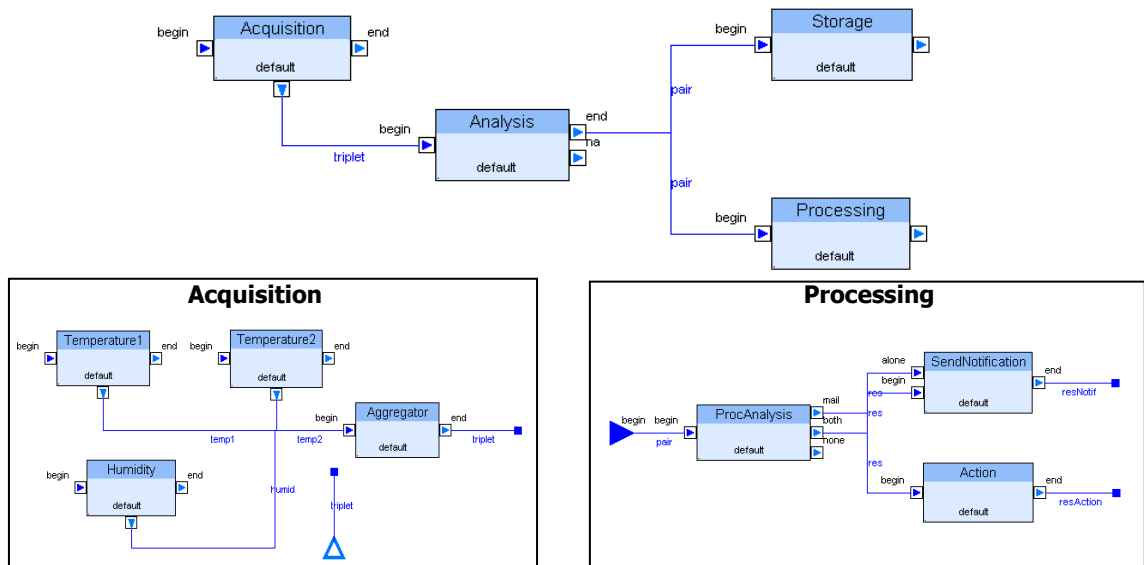 Acquisition
begin
end
default
triplet
begin
Analysis
end
na
default
pair
pair
Storage
begin
default
Processing
begin
default
Acquisition
Temperature1
begin
end
default
temp1
Temperature2
begin
end
default
temp2
Aggregator
begin
end
default
triplet
Humidity
begin
end
default
humid
triplet
Processing
begin
begin
pair
ProcAnalysis
default
mail
both
none
res
res
res
alone
begin
SendNotification
end
default
resNotif
begin
Action
end
default
resAction